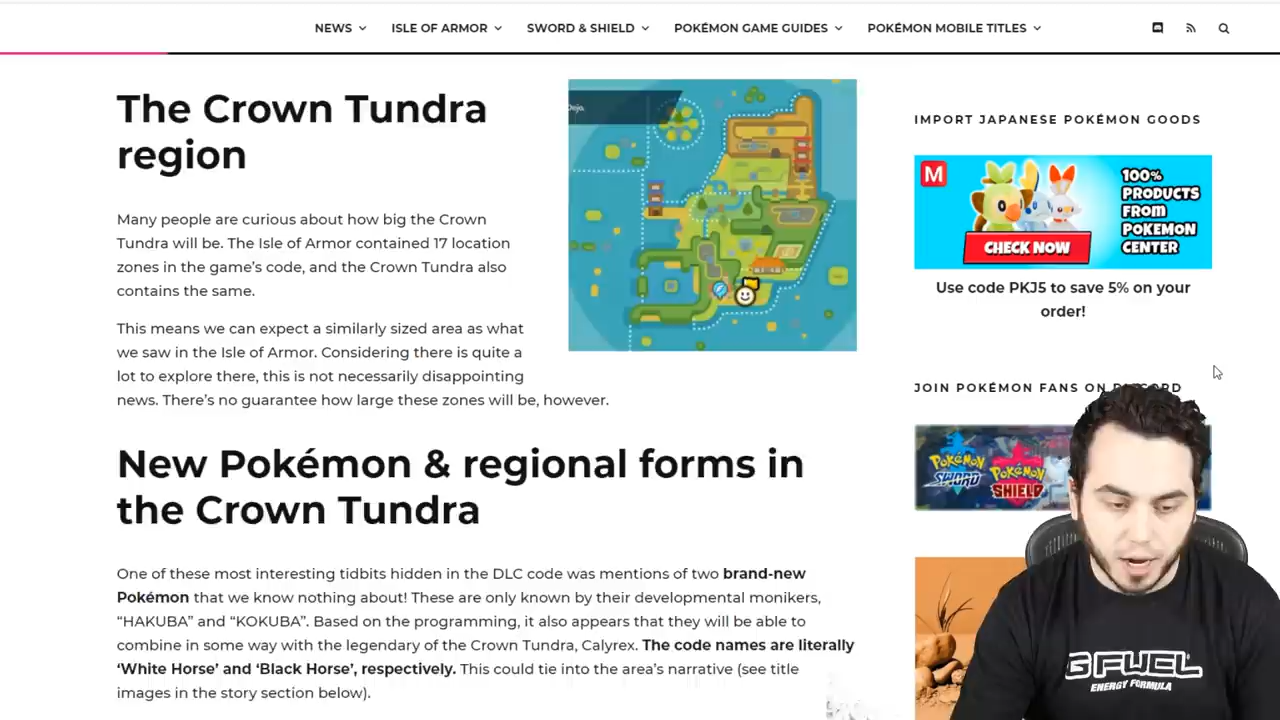 NEWS ISLE OF ARMOR SWORD & SHIELD POKÉMON GAME GUIDES POKÉMON MOBILE TITLES
The Crown Tundra
region
Many people are curious about how big the Crown
Tundra will be. The Isle of Armor contained 17 location
zones in the game's code, and the Crown Tundra also
contains the same.
This means we can expect a similarly sized area as what
we saw in the Isle of Armor. Considering there is quite a
lot to explore there, this is not necessarily disappointing
news. There's no guarantee how large these zones will be, however.
New Pokémon & regional forms in
the Crown Tundra
One of these most interesting tidbits hidden in the DLC code was mentions of two brand-new
Pokémon that we know nothing about! These are only known by their developmental monikers,
“HAKUBA” and “KOKUBA”. Based on the programming, it also appears that they will be able to
combine in some way with the legendary of the Crown Tundra, Calyrex. The code names are literally
‘White Horse’ and ‘Black Horse’, respectively. This could tie into the area's narrative (see title
images in the story section below).
IMPORT JAPANESE POKÉMON GOODS
M
100%
PRODUCTS
FROM
POKEMON
CENTER
CHECK NOW
Use code PKJ5 to save 5% on your
order!
JOIN POKÉMON FANS ON DISCORD
POKÉMON SWORD
POKÉMON SHIELD
G FUEL
ENERGY FORMULA